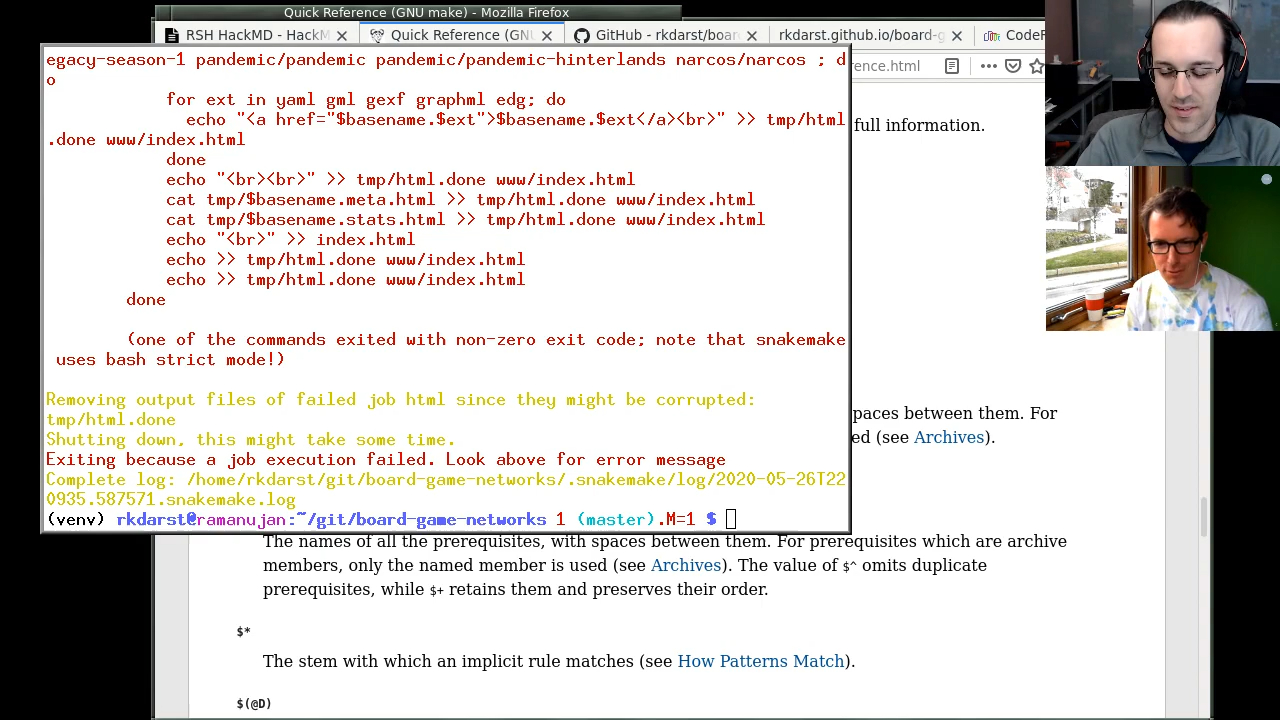 Quick Reference (GNU make) - Mozilla Firefox
RSH HackMD - HackM
Quick Reference (GNU
GitHub - rkdarst/boar
rkdarst.github.io/board-g
CodeF
rence.html
egacy-season-1 pandemic/pandemic pandemic/pandemic-hinterlands narcos/narcos ; d
o
for ext in yaml gml gexf graphml edg; do
echo "<a href="$basename.$ext">$basename.$ext</a><br>" >> tmp/html
.done www/index.html
done
echo "<br><br>" >> tmp/html.done www/index.html
cat tmp/$basename.meta.html >> tmp/html.done www/index.html
cat tmp/$basename.stats.html >> tmp/html.done www/index.html
echo "<br>" >> index.html
echo >> tmp/html.done www/index.html
echo >> tmp/html.done www/index.html
done
(one of the commands exited with non-zero exit code; note that snakemake
uses bash strict mode!)
Removing output files of failed job html since they might be corrupted:
tmp/html.done
Shutting down, this might take some time.
Exiting because a job execution failed. Look above for error message
Complete log: /home/rkdarst/git/board-game-networks/.snakemake/log/2020-05-26T22
0935.587571.snakemake.log
(venv) rkdarst@ramanujan:~/git/board-game-networks 1 (master).M=1 $
full information.
paces between them. For
ed (see Archives).
The names of all the prerequisites, with spaces between them. For prerequisites which are archive
members, only the named member is used (see Archives). The value of $^ omits duplicate
prerequisites, while $+ retains them and preserves their order.
$*
The stem with which an implicit rule matches (see How Patterns Match).
$(@D)